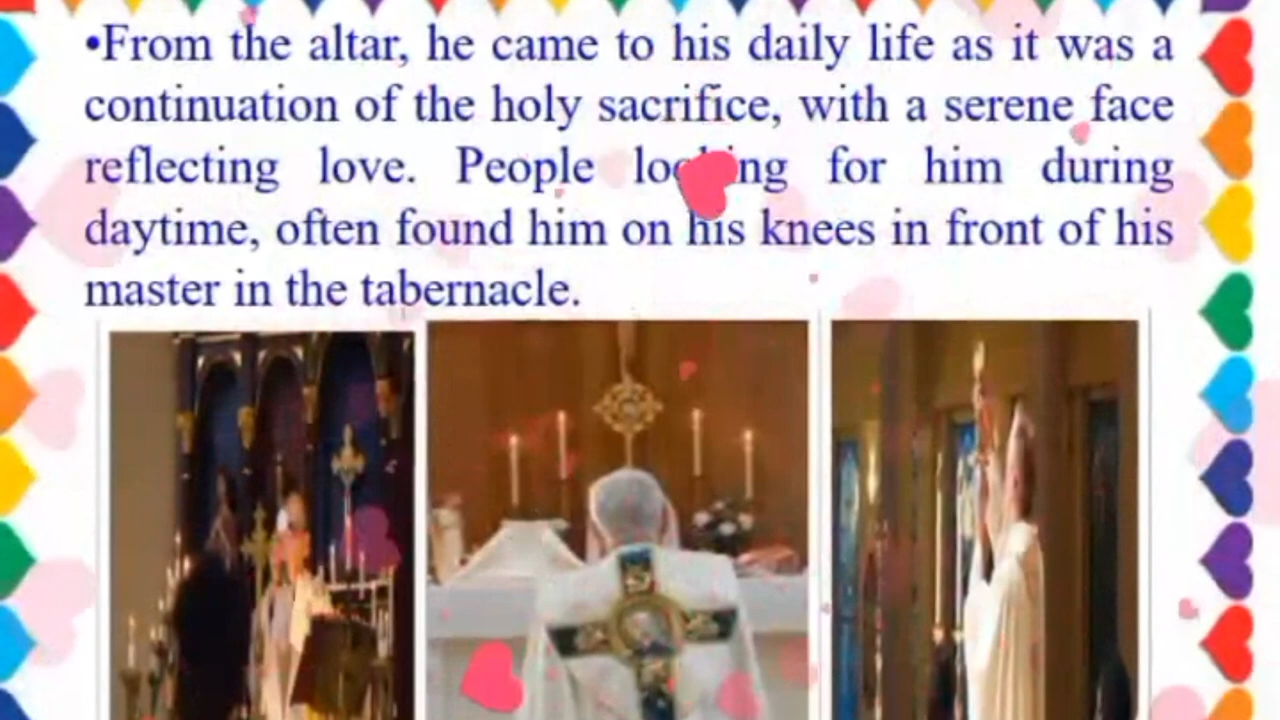 •From the altar, he came to his daily life as it was a
continuation of the holy sacrifice, with a serene face
reflecting love. People looking for him during
daytime, often found him on his knees in front of his
master in the tabernacle.